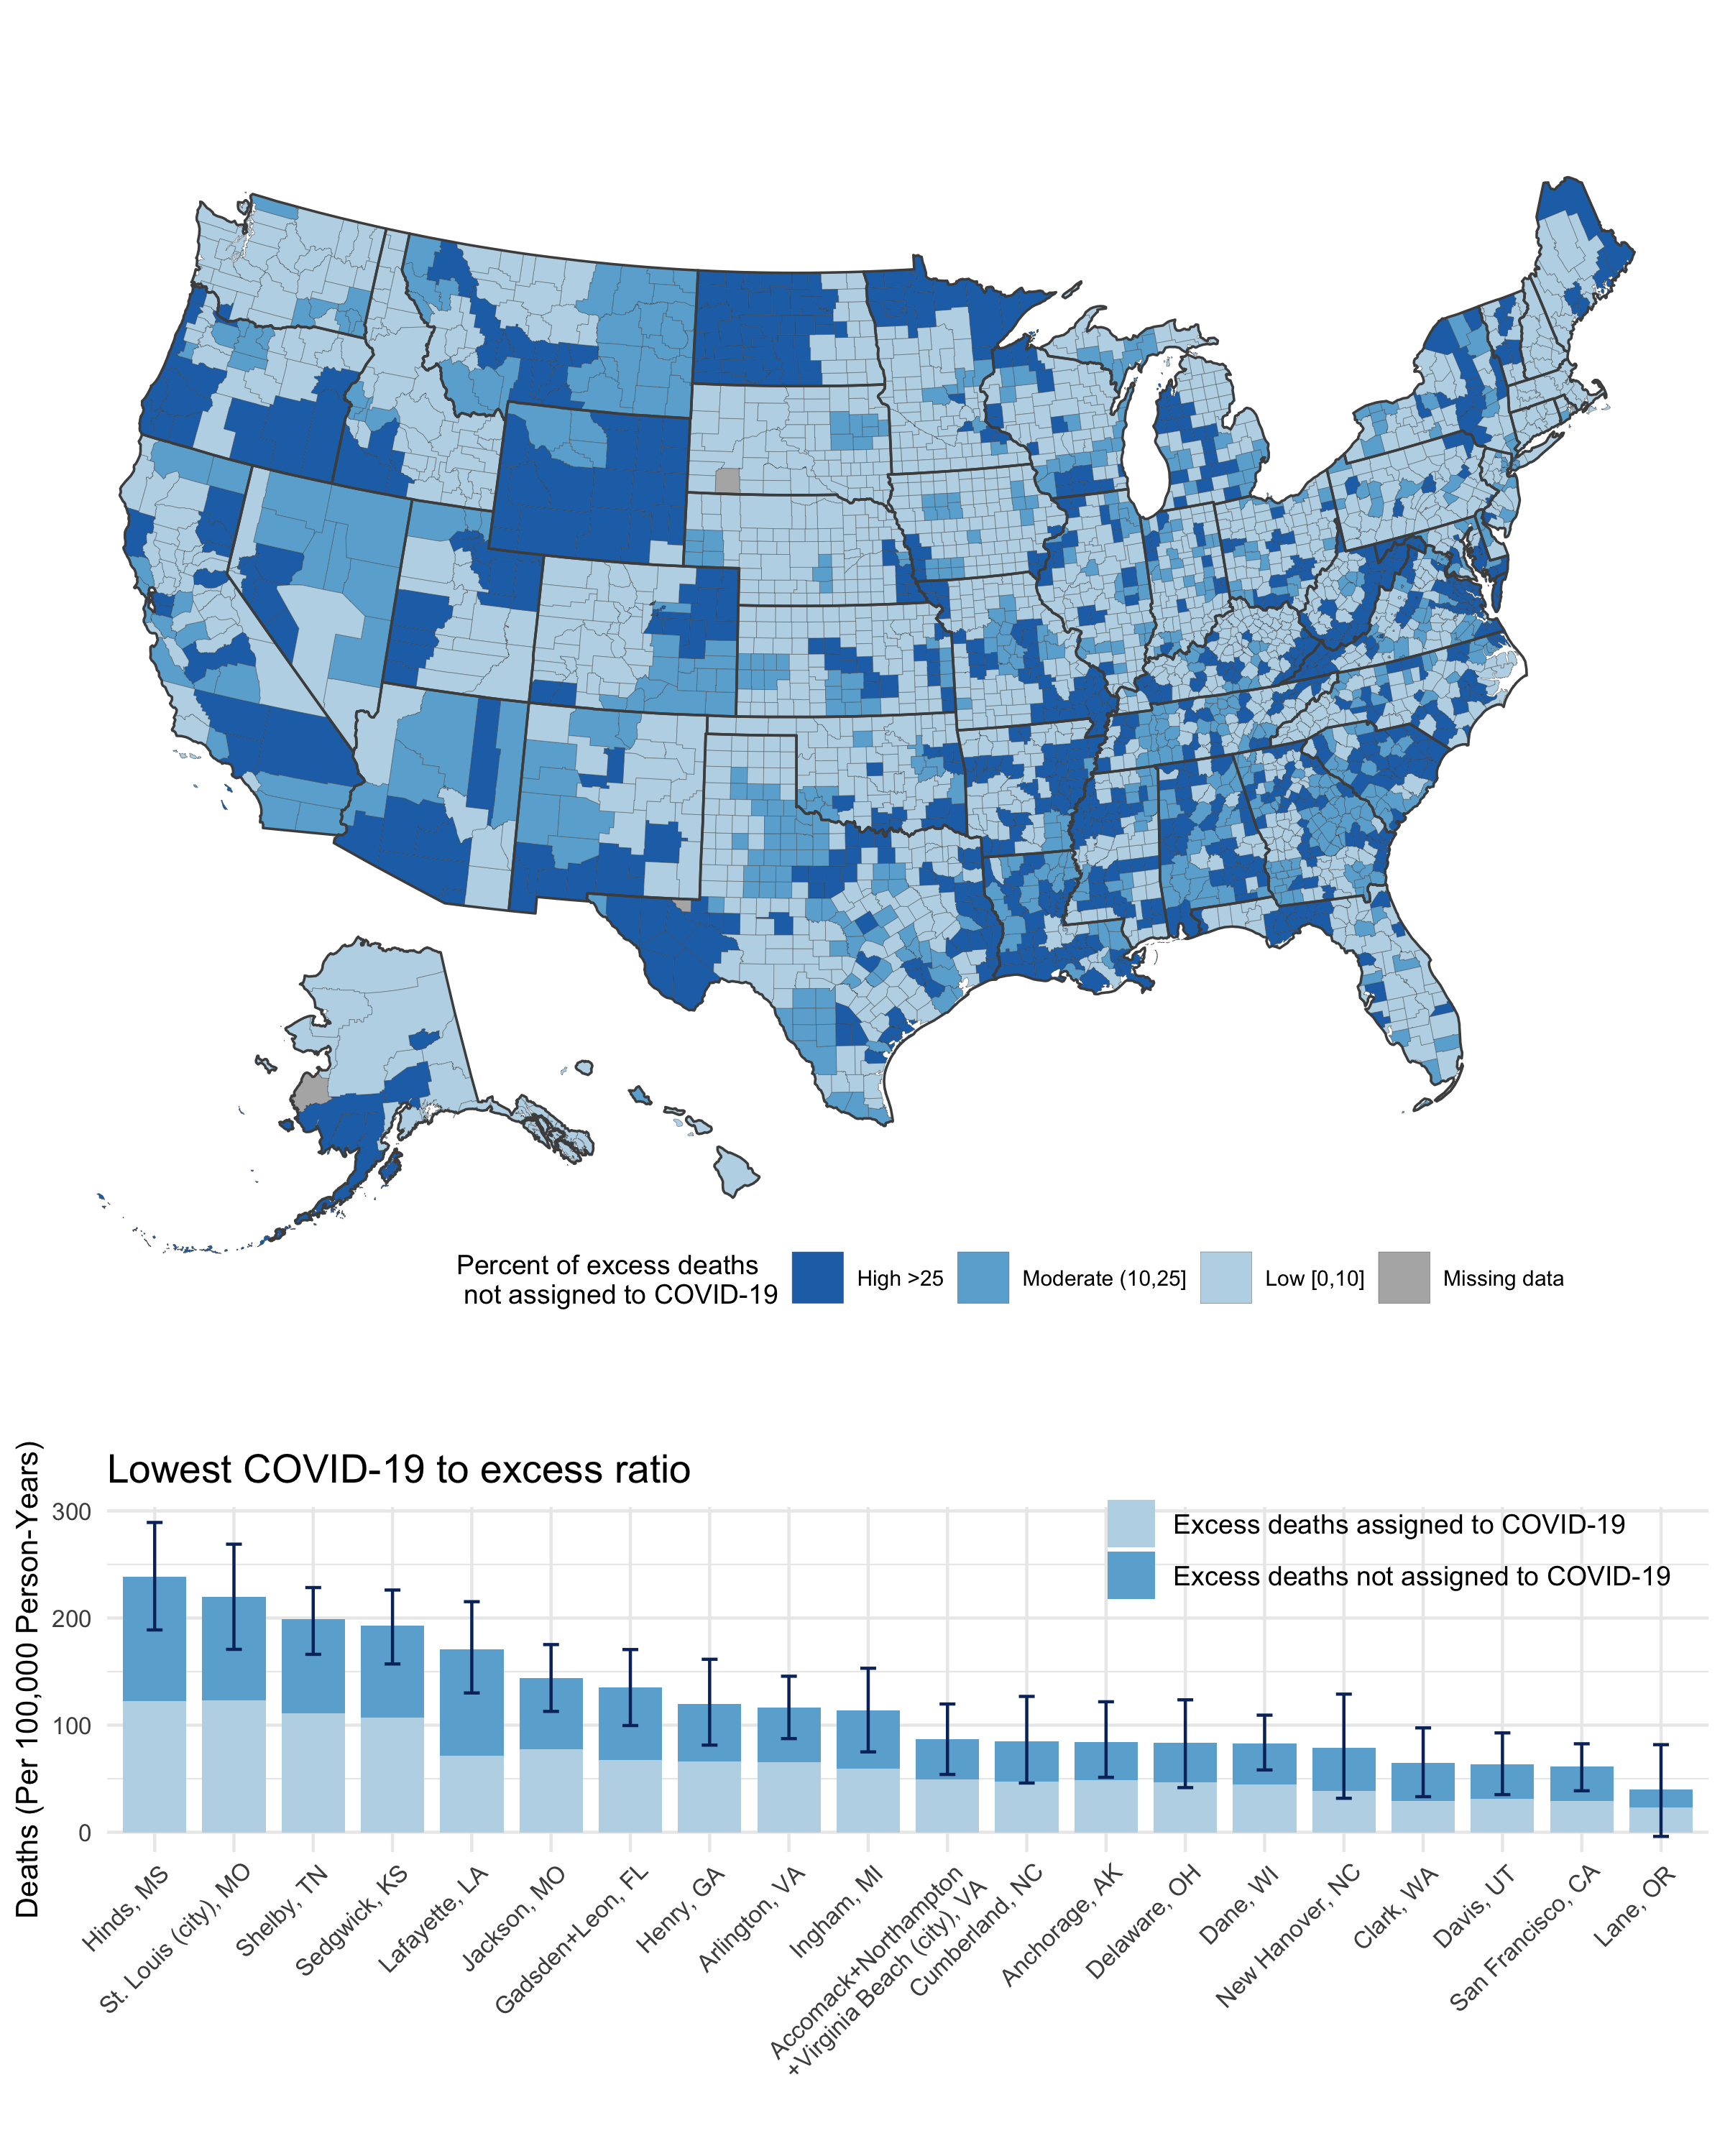 Percent of excess deaths
not assigned to COVID-19
High >25
Moderate (10,25]
Low [0,10]
Missing data
Lowest COVID-19 to excess ratio
Deaths (Per 100,000 Person-Years)
300
200
100
0
Excess deaths assigned to COVID-19
Excess deaths not assigned to COVID-19
Hinds, MS
St. Louis (city), MO
Shelby, TN
Sedgwick, KS
Lafayette, LA
Jackson, MO
Gadsden+Leon, FL
Henry, GA
Arlington, VA
Ingham, MI
Accomack+Northampton
+Virginia Beach (city), VA
Cumberland, NC
Anchorage, AK
Delaware, OH
Dane, WI
New Hanover, NC
Clark, WA
Davis, UT
San Francisco, CA
Lane, OR